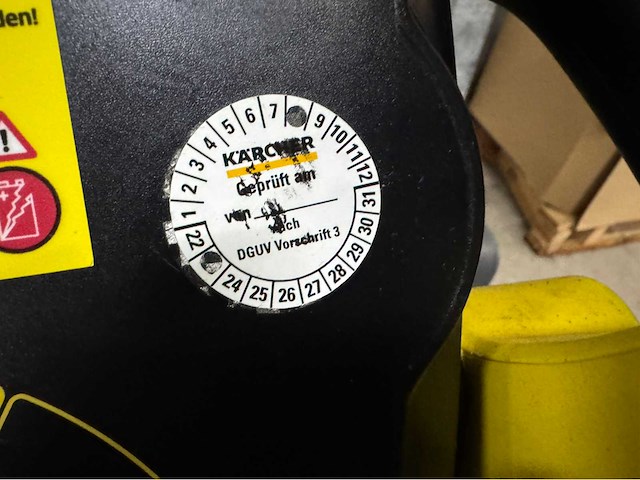 den!
!
1 2 3 4 5 6 7 9 10 11 12
KÄRCHER
Geprüft am
von
nach
DGUV Vorschrift 3
22 24 25 26 27 28 29 30 31